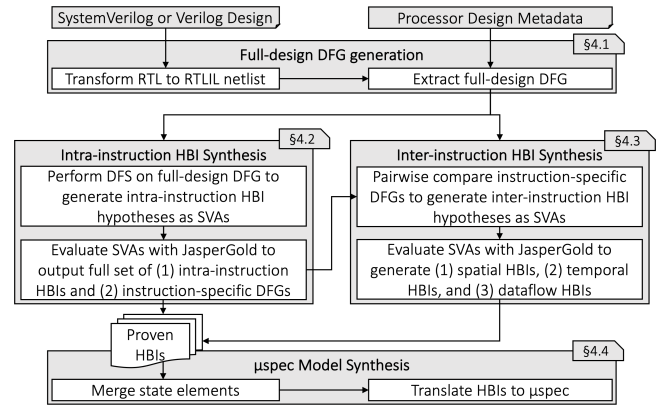 SystemVerilog or Verilog Design
Processor Design Metadata
§4.1
Full-design DFG generation
Transform RTL to RTLIL netlist
Extract full-design DFG
§4.2
Intra-instruction HBI Synthesis
Perform DFS on full-design DFG to
generate intra-instruction HBI
hypotheses as SVAs
Evaluate SVAs with JasperGold to
output full set of (1) intra-instruction
HBIs and (2) instruction-specific DFGs
§4.3
Inter-instruction HBI Synthesis
Pairwise compare instruction-specific
DFGs to generate inter-instruction HBI
hypotheses as SVAs
Evaluate SVAs with JasperGold to
generate (1) spatial HBIs, (2) temporal
HBIs, and (3) dataflow HBIs
Proven
HBIs
§4.4
μspec Model Synthesis
Merge state elements
Translate HBIs to μspec